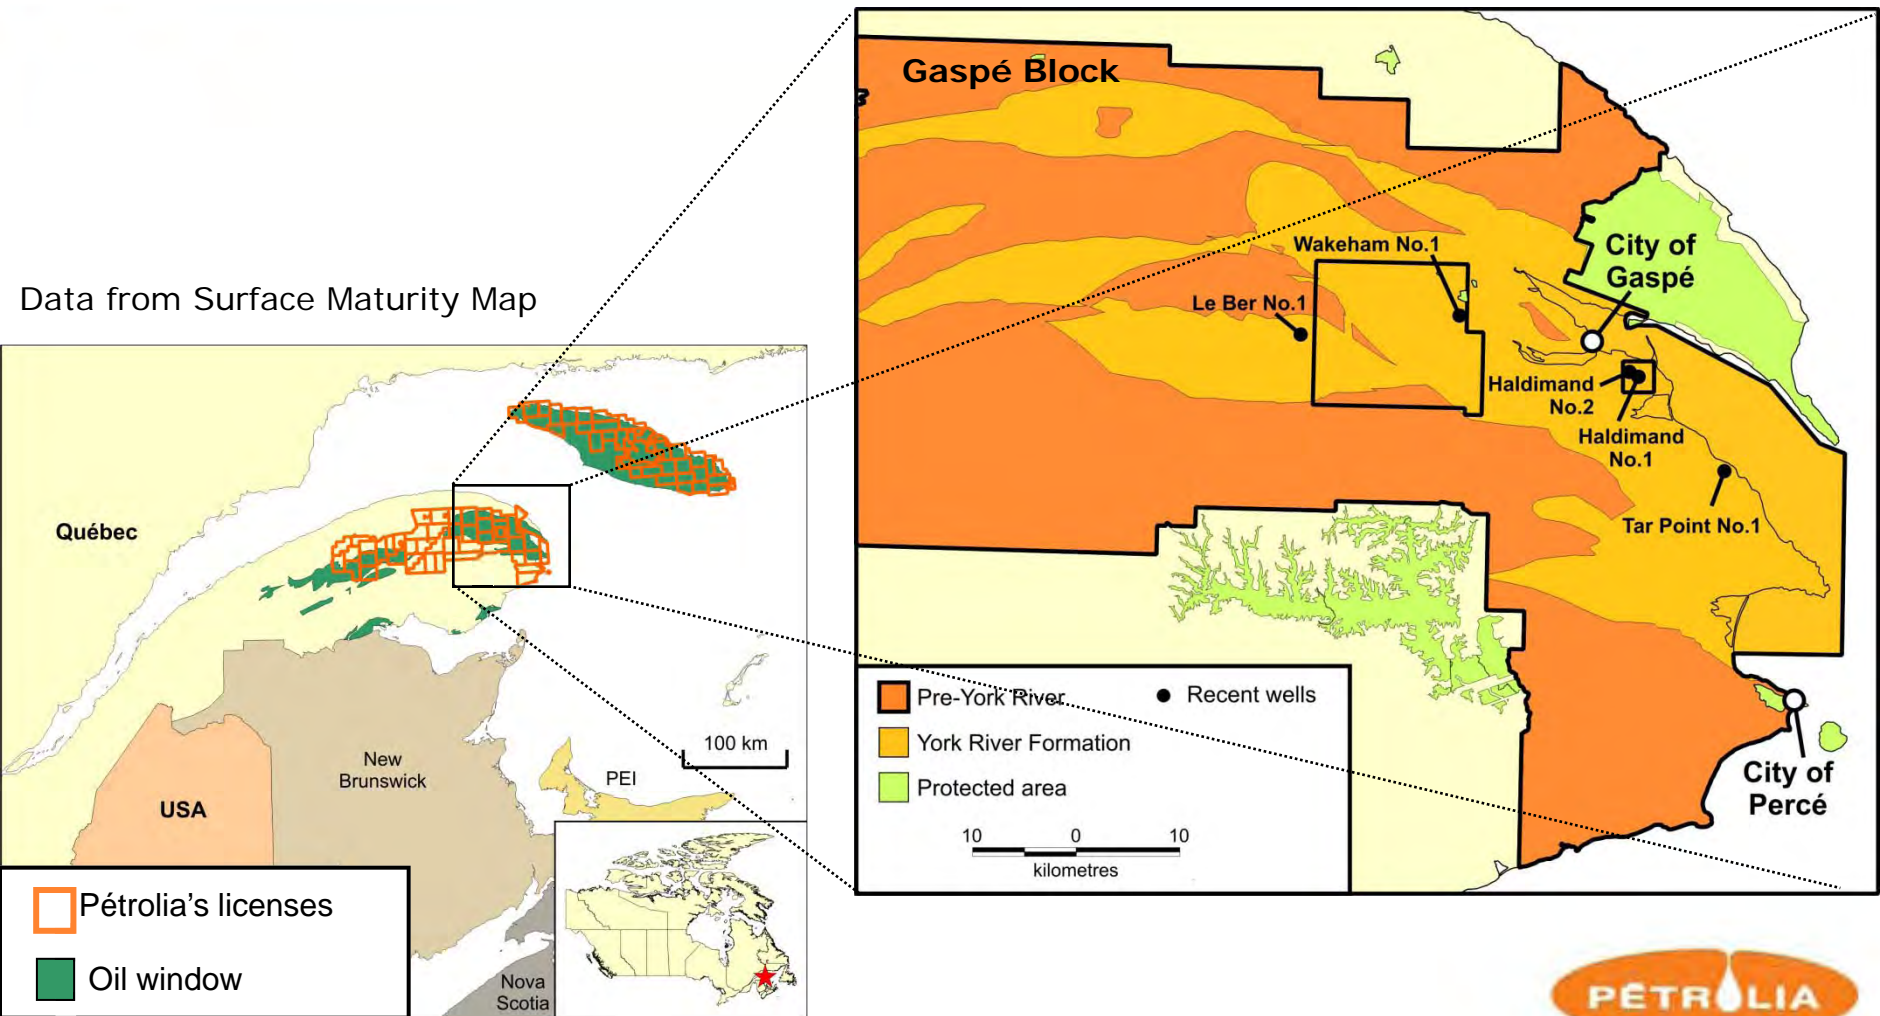 Gaspé Block
City of
Gaspé
Wakeham No.1
Le Ber No.1
Haldimand
No.2
Haldimand
No.1
Tar Point No.1
City of
Percé
Pre-York River
Recent wells
York River Formation
Protected area
10 0 10
kilometres
Data from Surface Maturity Map
Québec
New
Brunswick
USA
PEI
100 km
Nova
Scotia
Pétrolia's licenses
Oil window
PÉTROLIA